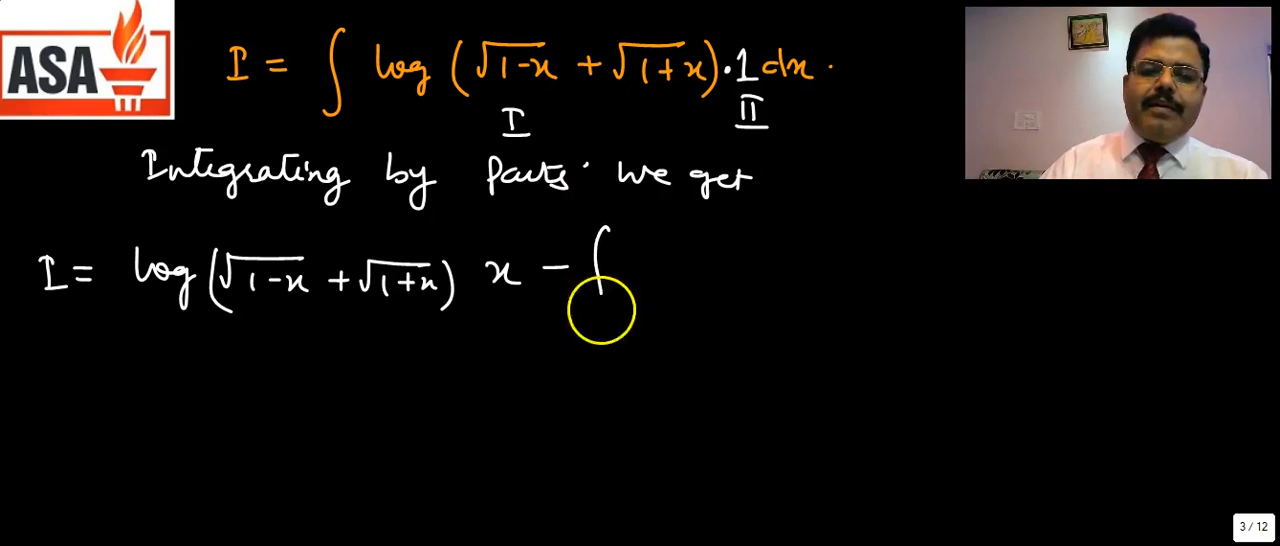 ASA
I = ∫ log (√1-x + √1+x) . 1 dx .
I II
Integrating by Parts. We get
I = log (√1-x + √1+x) x - ∫
3 / 12